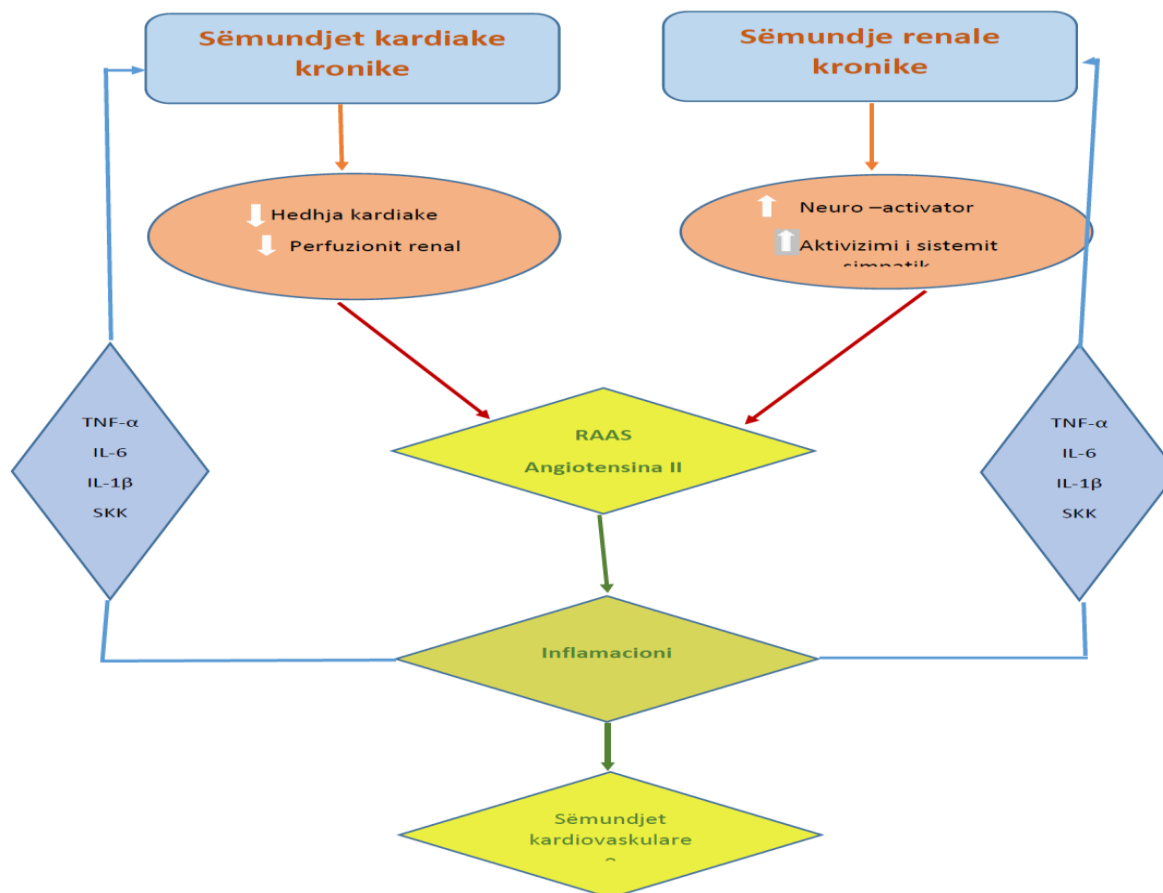 Sëmundjet kardiake
kronike
Sëmundje renale
kronike
Hedhja kardiake
Perfuzionit renal
Neuro –activator
Aktivizimi i sistemit
simpatik
TNF-α
IL-6
IL-1β
SKK
RAAS
Angiotensina II
TNF-α
IL-6
IL-1β
SKK
Inflamacioni
Sëmundjet
kardiovaskulare